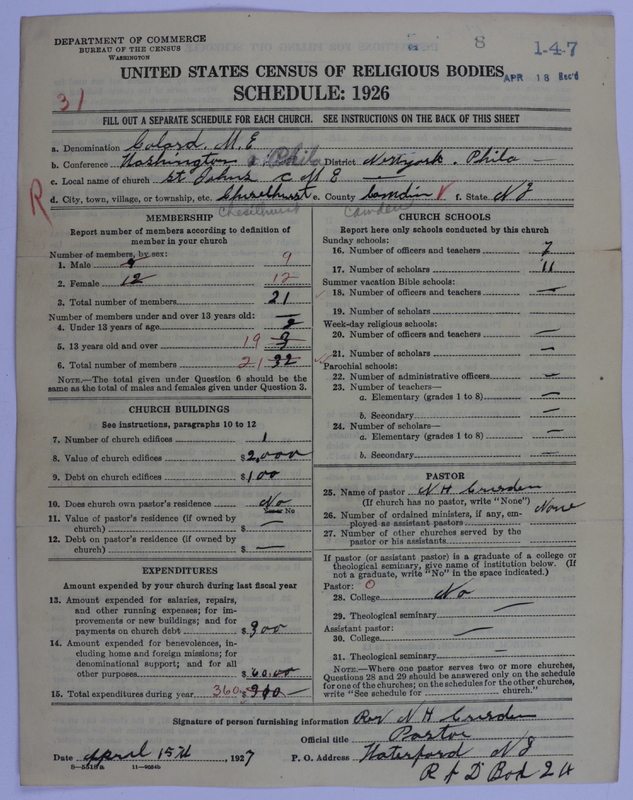 DEPARTMENT OF COMMERCE
BUREAU OF THE CENSUS
WASHINGTON
8 1-4-7
APR 18 Rec'd
UNITED STATES CENSUS OF RELIGIOUS BODIES
SCHEDULE: 1926
31
FILL OUT A SEPARATE SCHEDULE FOR EACH CHURCH. SEE INSTRUCTIONS ON THE BACK OF THIS SHEET
a. Denomination Colard. M. E
b. Conference Washington & Phila District Newyork. Phila —
c. Local name of church St Johns C M E —
R
d. City, town, village, or township, etc. Chuselhurst e. County Camdin f. State N J
Chesilhurst Camden
MEMBERSHIP
Report number of members according to definition of member in your church
Number of members, by sex:
1. Male 9 9
2. Female 12 12
3. Total number of members 21
Number of members under and over 13 years old:
4. Under 13 years of age 2
5. 13 years old and over 19
6. Total number of members 21 32
NOTE.—The total given under Question 6 should be the same as the total of males and females given under Question 3.
CHURCH BUILDINGS
See instructions, paragraphs 10 to 12
7. Number of church edifices 1
8. Value of church edifices $2,000
9. Debt on church edifices $100
10. Does church own pastor's residence No
Yes or No
11. Value of pastor's residence (if owned by church) $ —
12. Debt on pastor's residence (if owned by church) $ —
EXPENDITURES
Amount expended by your church during last fiscal year
13. Amount expended for salaries, repairs, and other running expenses; for improvements or new buildings; and for payments on church debt $300
14. Amount expended for benevolences, including home and foreign missions; for denominational support; and for all other purposes $60.00
15. Total expenditures during year 360 $
CHURCH SCHOOLS
Report here only schools conducted by this church
Sunday schools:
16. Number of officers and teachers 7
17. Number of scholars 11
Summer vacation Bible schools:
18. Number of officers and teachers —
19. Number of scholars
Week-day religious schools:
20. Number of officers and teachers —
21. Number of scholars —
Parochial schools:
22. Number of administrative officers —
23. Number of teachers—
a. Elementary (grades 1 to 8) —
b. Secondary —
24. Number of scholars—
a. Elementary (grades 1 to 8) —
b. Secondary —
PASTOR
25. Name of pastor N H
(If church has no pastor, write "None")
26. Number of ordained ministers, if any, employed as assistant pastors None
27. Number of other churches served by the pastor or his assistants
If pastor (or assistant pastor) is a graduate of a college or theological seminary, give name of institution below. (If not a graduate, write "No" in the space indicated.)
Pastor: 0
28. College No
29. Theological seminary —
Assistant pastor:
30. College —
31. Theological seminary —
NOTE.—Where one pastor serves two or more churches, Questions 28 and 29 should be answered only on the schedule for one of the churches; on the schedules for the other churches, write "See schedule for church."
Signature of person furnishing information Rev N H
Official title Pastor
Date April 15th, 1927 P. O. Address Waterford N J
R f D Box 2 A